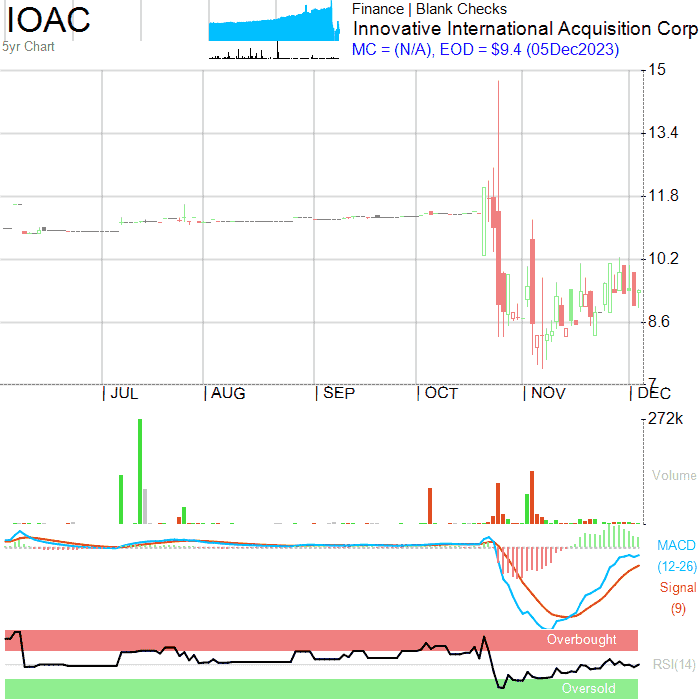 IOAC
5yr Chart
Finance | Blank Checks
Innovative International Acquisition Corp
MC = (N/A), EOD = $9.4 (05Dec2023)
15
13.4
11.8
10.2
8.6
7
| JUL | AUG | SEP | OCT | NOV | DEC
272k
Volume
MACD
(12-26)
Signal
(9)
Overbought
RSI(14)
Oversold